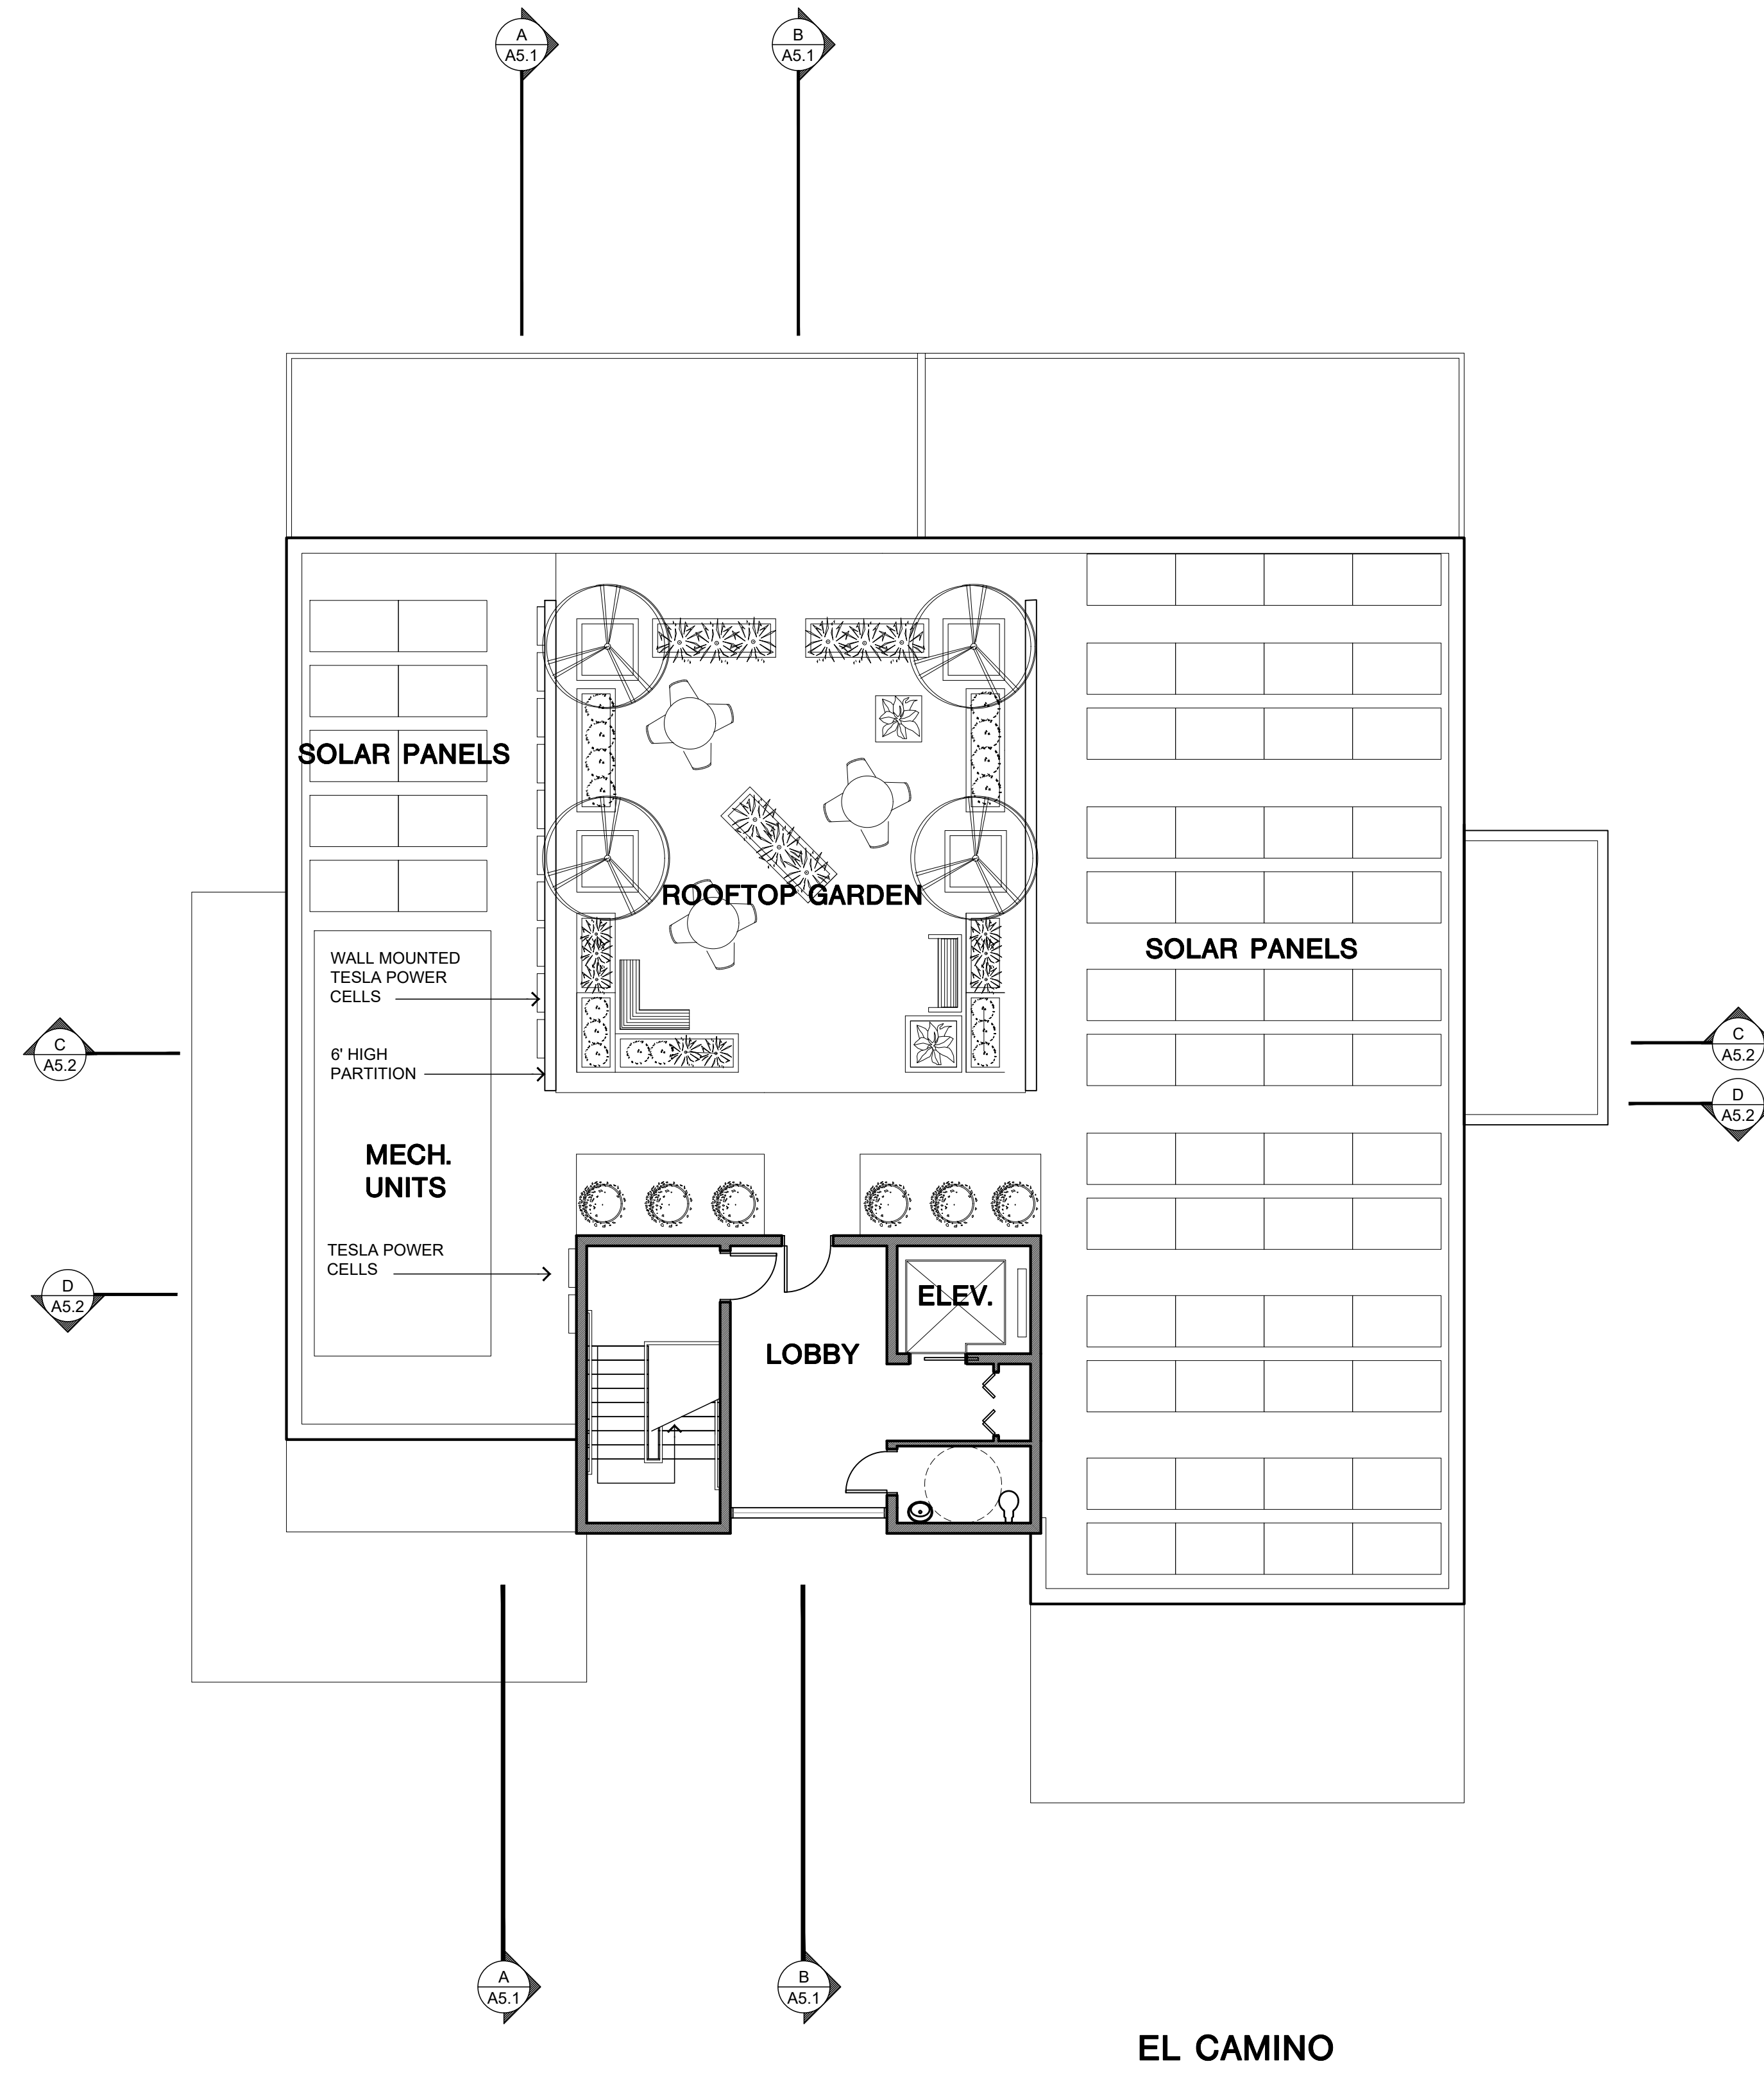 A
A5.1
B
A5.1
SOLAR PANELS
ROOFTOP GARDEN
SOLAR PANELS
WALL MOUNTED
TESLA POWER
CELLS
6' HIGH
PARTITION
C
A5.2
C
A5.2
D
A5.2
MECH.
UNITS
TESLA POWER
CELLS
D
A5.2
ELEV.
LOBBY
A
A5.1
B
A5.1
EL CAMINO